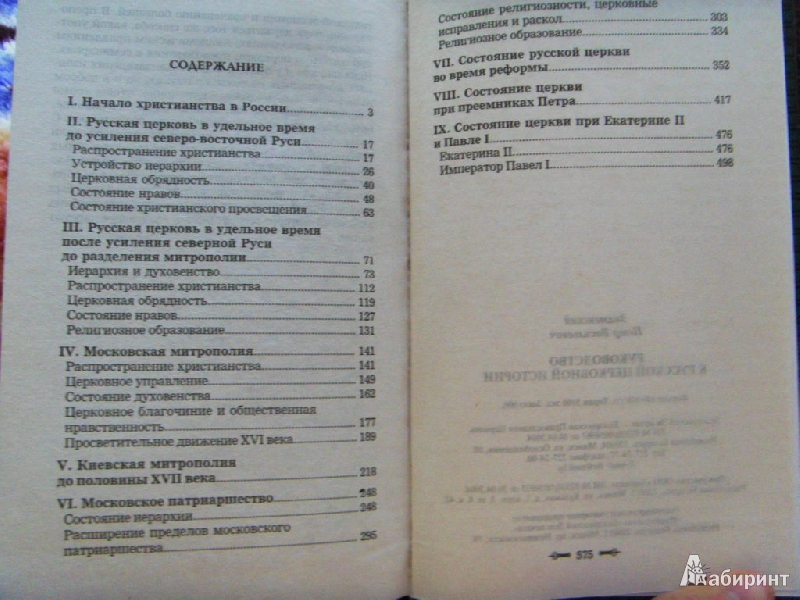 СОДЕРЖАНИЕ
I. Начало христианства в России 3
II. Русская церковь в удельное время
до усиления северо-восточной Руси 17
Распространение христианства 17
Устройство иерархии 26
Церковная обрядность 40
Состояние нравов 48
Состояние христианского просвещения 63
III. Русская церковь в удельное время
после усиления северной Руси
до разделения митрополии 71
Иерархия и духовенство 73
Распространение христианства 112
Церковная обрядность 119
Состояние нравов 127
Религиозное образование 131
IV. Московская митрополия 141
Распространение христианства 141
Церковное управление 149
Состояние духовенства 162
Церковное благочиние и общественная
нравственность 177
Просветительное движение XVI века 189
V. Киевская митрополия
до половины XVII века 218
VI. Московское патриаршество 248
Состояние иерархии 248
Расширение пределов московского
патриаршества 295
Состояние религиозности, церковные
исправления и раскол 303
Религиозное образование 334
VII. Состояние русской церкви
во время реформы 352
VIII. Состояние церкви
при преемниках Петра 417
IX. Состояние церкви при Екатерине II
и Павле I 476
Екатерина II 476
Император Павел I 498
Знаменский
Петр Васильевич
РУКОВОДСТВО
К РУССКОЙ ЦЕРКОВНОЙ ИСТОРИИ
575
Лабиринт